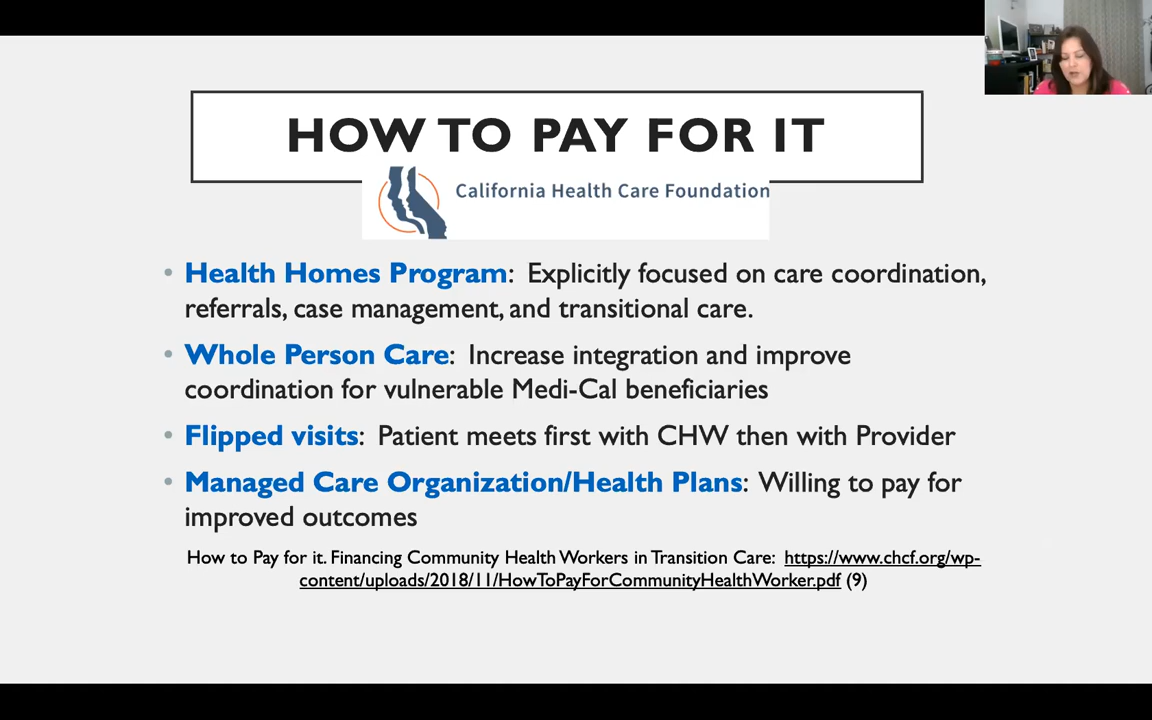 HOW TO PAY FOR IT
California Health Care Foundation
• Health Homes Program: Explicitly focused on care coordination,
referrals, case management, and transitional care.
• Whole Person Care: Increase integration and improve
coordination for vulnerable Medi-Cal beneficiaries
• Flipped visits: Patient meets first with CHW then with Provider
• Managed Care Organization/Health Plans: Willing to pay for
improved outcomes
How to Pay for it. Financing Community Health Workers in Transition Care: https://www.chcf.org/wp-
content/uploads/2018/11/HowToPayForCommunityHealthWorker.pdf (9)